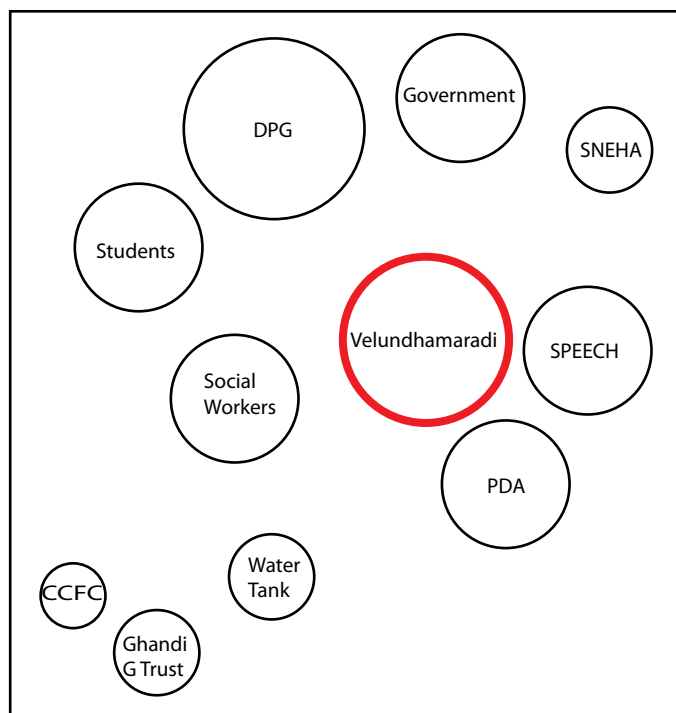 Government
DPG
SNEHA
Students
Velundhamaradi
SPEECH
Social
Workers
PDA
Water
Tank
CCFC
Ghandi
G Trust